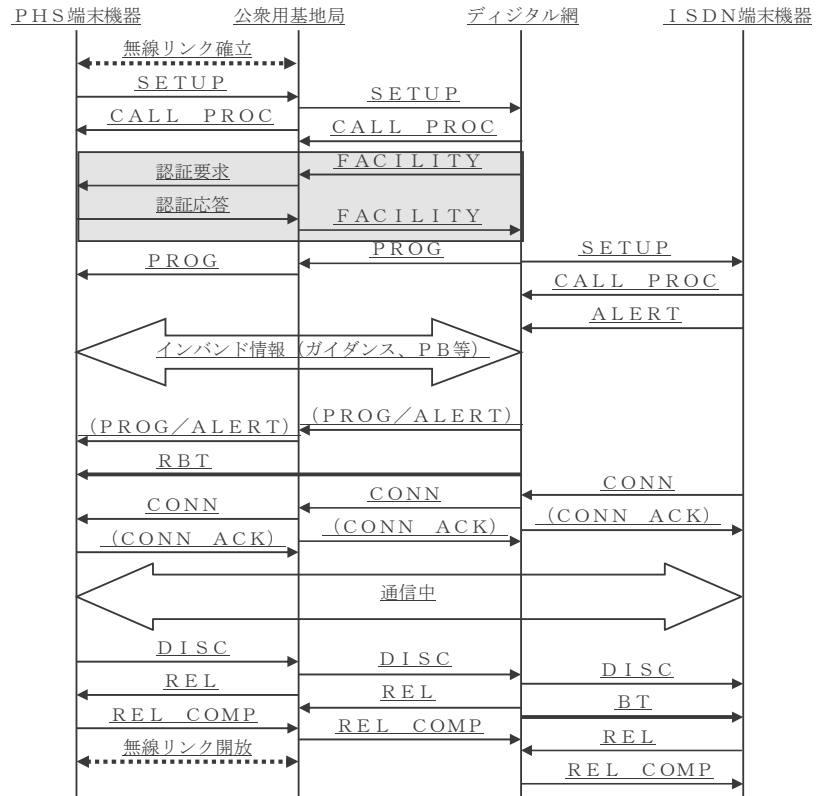 ＰＨＳ端末機器　公衆用基地局　ディジタル網　ＩＳＤＮ端末機器
無線リンク確立
ＳＥＴＵＰ
ＳＥＴＵＰ
ＣＡＬＬ　ＰＲＯＣ
ＣＡＬＬ　ＰＲＯＣ
ＦＡＣＩＬＩＴＹ
認証要求
認証応答
ＦＡＣＩＬＩＴＹ
ＰＲＯＧ
ＳＥＴＵＰ
ＰＲＯＧ
ＣＡＬＬ　ＰＲＯＣ
ＡＬＥＲＴ
インバンド情報（ガイダンス、ＰＢ等）
（ＰＲＯＧ／ＡＬＥＲＴ）
（ＰＲＯＧ／ＡＬＥＲＴ）
ＲＢＴ
ＣＯＮＮ
ＣＯＮＮ
ＣＯＮＮ
（ＣＯＮＮ　ＡＣＫ）
（ＣＯＮＮ　ＡＣＫ）
（ＣＯＮＮ　ＡＣＫ）
通信中
ＤＩＳＣ
ＤＩＳＣ
ＤＩＳＣ
ＲＥＬ
ＲＥＬ
ＢＴ
ＲＥＬ　ＣＯＭＰ
ＲＥＬ　ＣＯＭＰ
ＲＥＬ
無線リンク開放
ＲＥＬ　ＣＯＭＰ